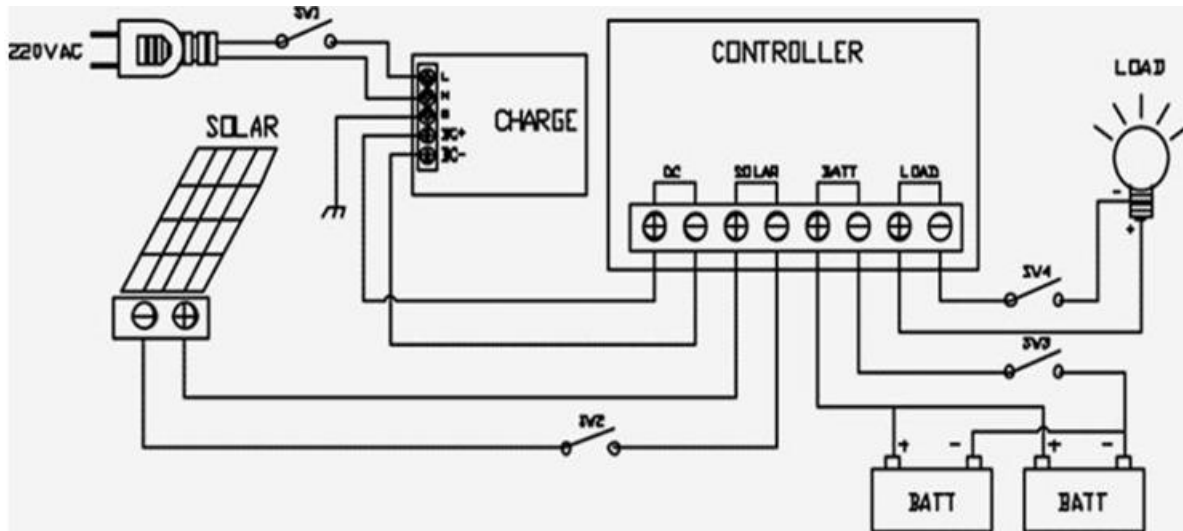 SW1
220VAC
CONTROLLER
LOAD
L
N
CHARGE
SOLAR
DC+
DC-
DC SOLAR BATT LOAD
- +
+ - + - + - + -
SW4
- +
SW3
SW2
+ - + -
BATT BATT